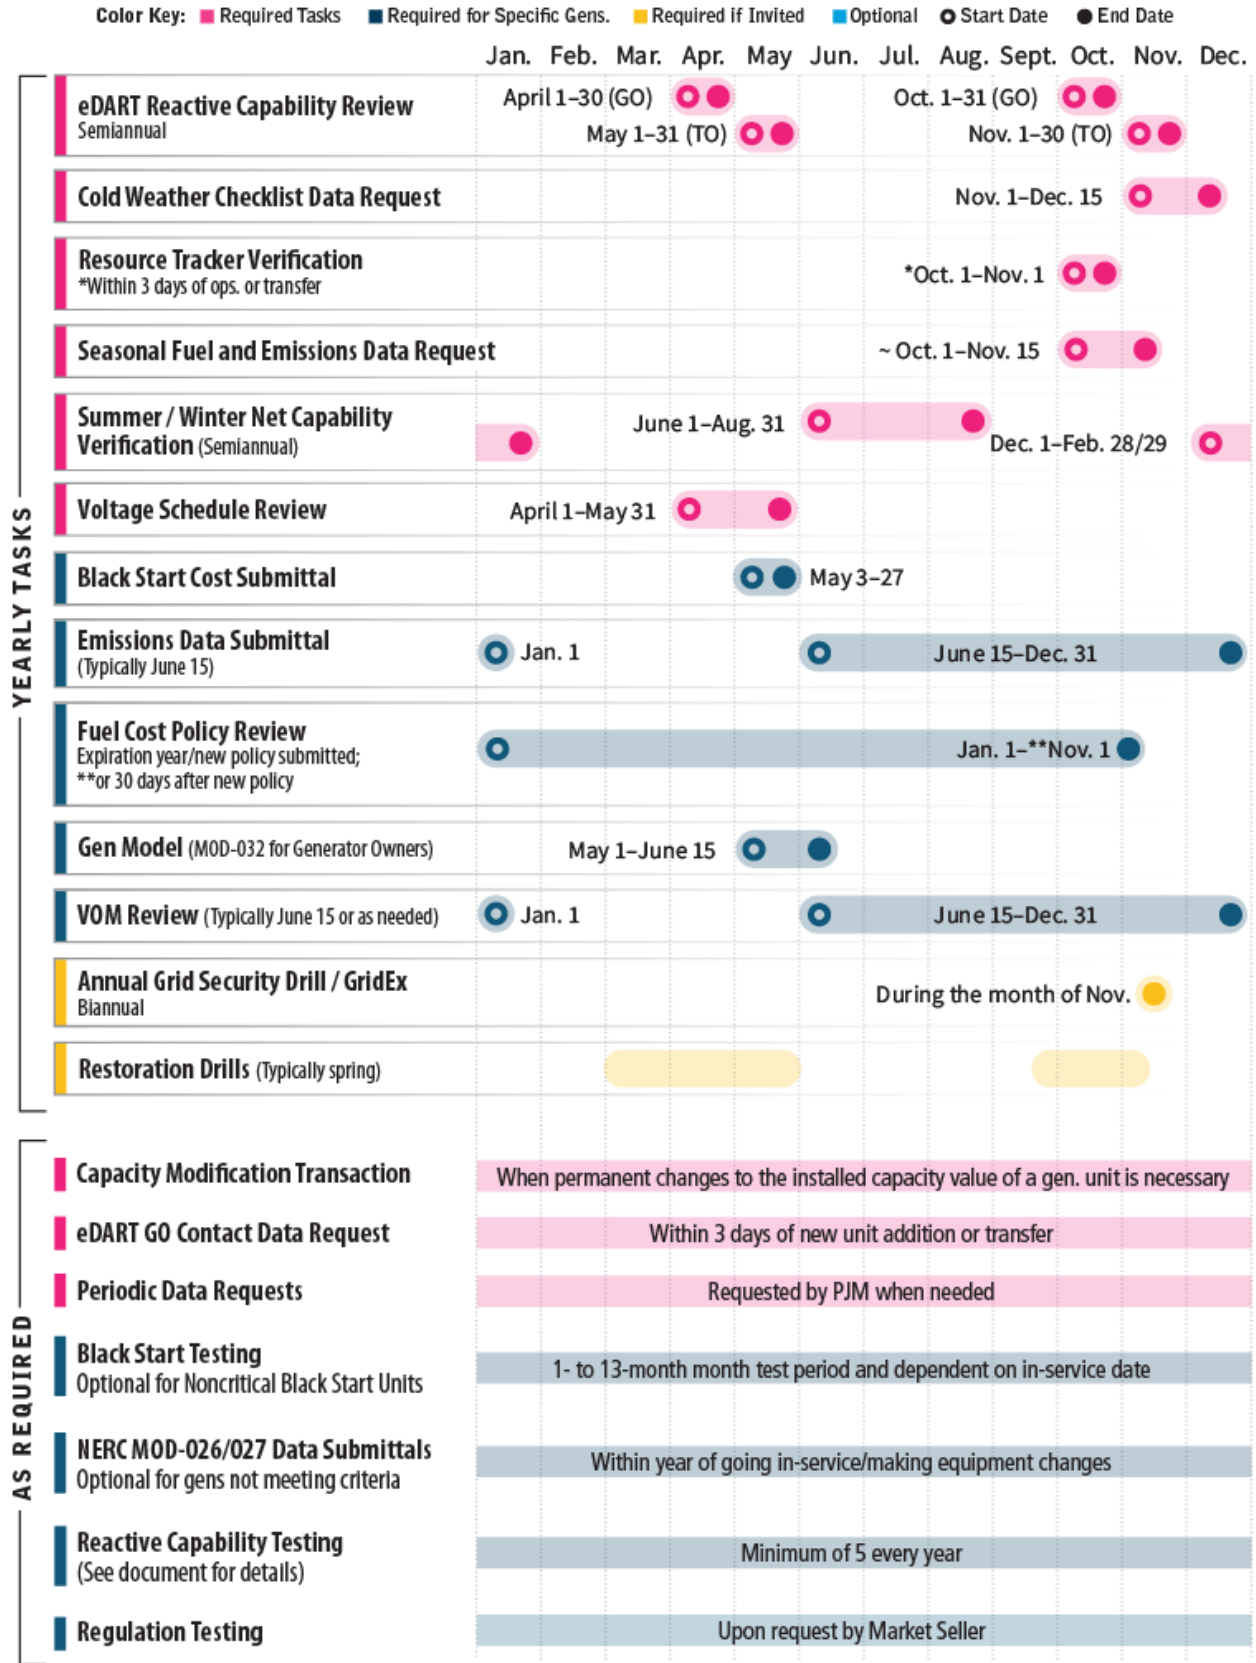 Color Key: Required Tasks Required for Specific Gens. Required if Invited Optional Start Date End Date
Jan. Feb. Mar. Apr. May Jun. Jul. Aug. Sept. Oct. Nov. Dec.
YEARLY TASKS
eDART Reactive Capability Review
Semiannual
April 1–30 (GO)
Oct. 1–31 (GO)
May 1–31 (TO)
Nov. 1–30 (TO)
Cold Weather Checklist Data Request
Nov. 1–Dec. 15
Resource Tracker Verification
*Within 3 days of ops. or transfer
*Oct. 1–Nov. 1
Seasonal Fuel and Emissions Data Request
~ Oct. 1–Nov. 15
Summer / Winter Net Capability
Verification (Semiannual)
June 1–Aug. 31
Dec. 1–Feb. 28/29
Voltage Schedule Review
April 1–May 31
Black Start Cost Submittal
May 3–27
Emissions Data Submittal
(Typically June 15)
Jan. 1
June 15–Dec. 31
Fuel Cost Policy Review
Expiration year/new policy submitted;
**or 30 days after new policy
Jan. 1–**Nov. 1
Gen Model (MOD-032 for Generator Owners)
May 1–June 15
VOM Review (Typically June 15 or as needed)
Jan. 1
June 15–Dec. 31
Annual Grid Security Drill / GridEx
Biannual
During the month of Nov.
Restoration Drills (Typically spring)
AS REQUIRED
Capacity Modification Transaction
When permanent changes to the installed capacity value of a gen. unit is necessary
eDART GO Contact Data Request
Within 3 days of new unit addition or transfer
Periodic Data Requests
Requested by PJM when needed
Black Start Testing
Optional for Noncritical Black Start Units
1- to 13-month month test period and dependent on in-service date
NERC MOD-026/027 Data Submittals
Optional for gens not meeting criteria
Within year of going in-service/making equipment changes
Reactive Capability Testing
(See document for details)
Minimum of 5 every year
Regulation Testing
Upon request by Market Seller